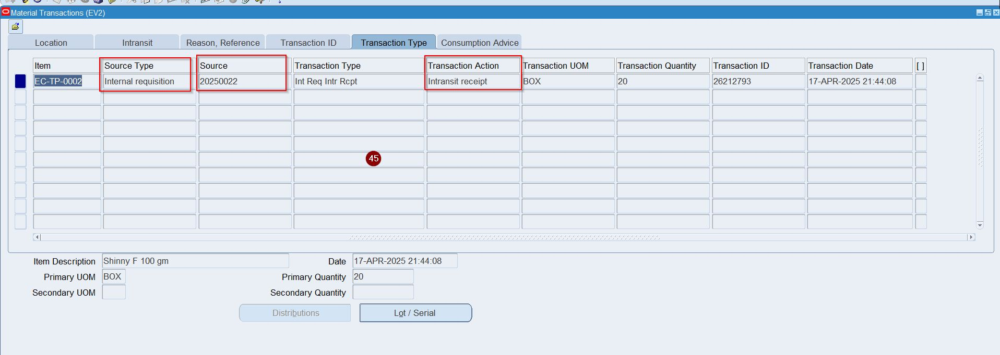 Material Transactions (EV2)
Location Intransit Reason, Reference Transaction ID Transaction Type Consumption Advice
Item Source Type Source Transaction Type Transaction Action Transaction UOM Transaction Quantity Transaction ID Transaction Date [ ]
EC-TP-0002 Internal requisition 20250022 Int Req Intr Rcpt Intransit receipt BOX 20 26212793 17-APR-2025 21:44:08
45
Item Description Shinny F 100 gm Date 17-APR-2025 21:44:08
Primary UOM BOX Primary Quantity 20
Secondary UOM Secondary Quantity
Distributions Lot / Serial